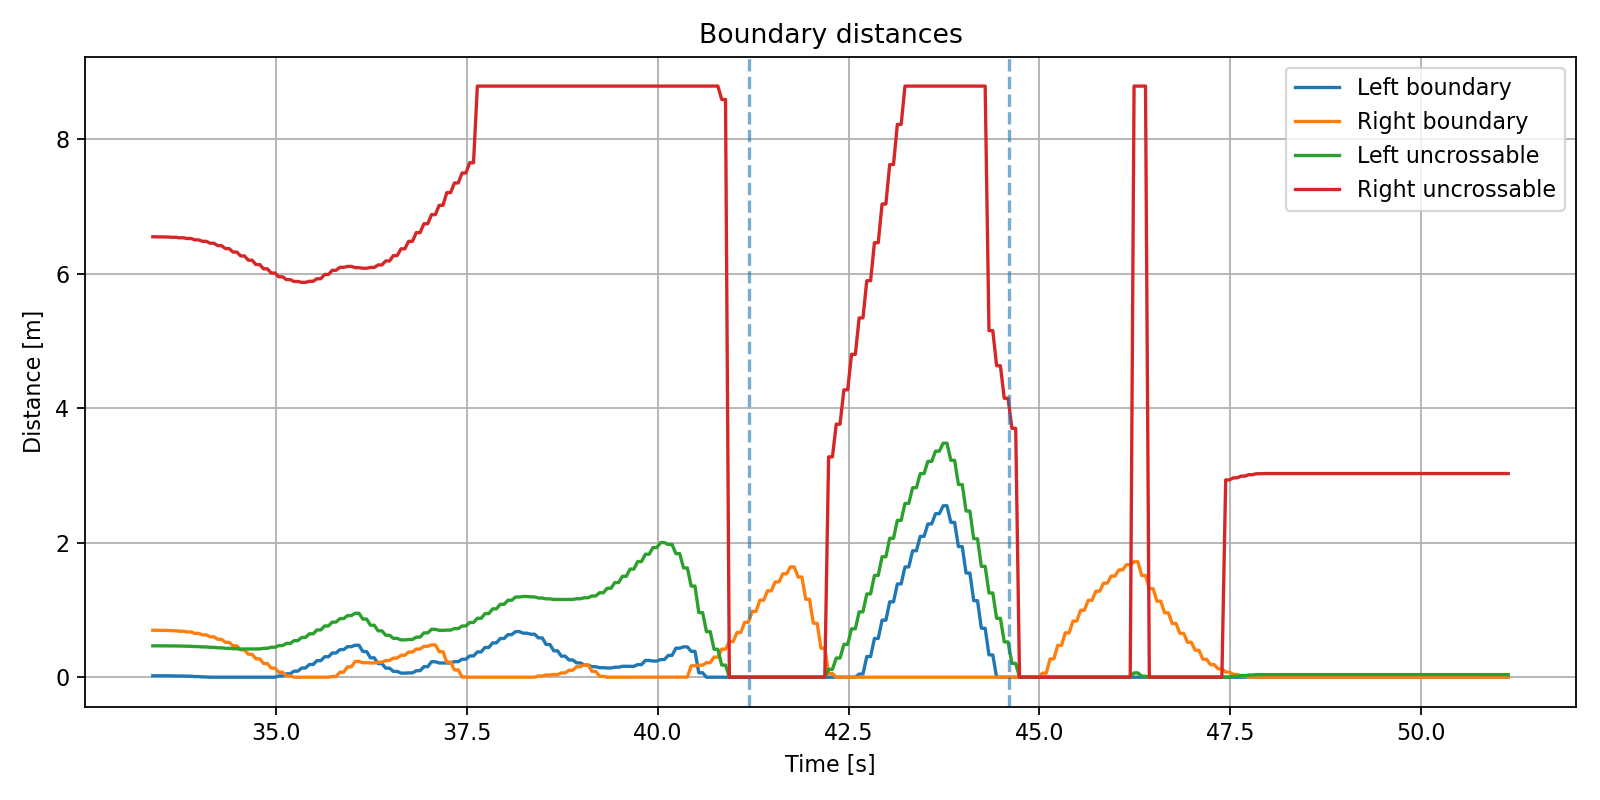 Boundary distances
Left boundary
Right boundary
Left uncrossable
Right uncrossable
Distance [m]
8
6
4
2
0
35.0 37.5 40.0 42.5 45.0 47.5 50.0
Time [s]